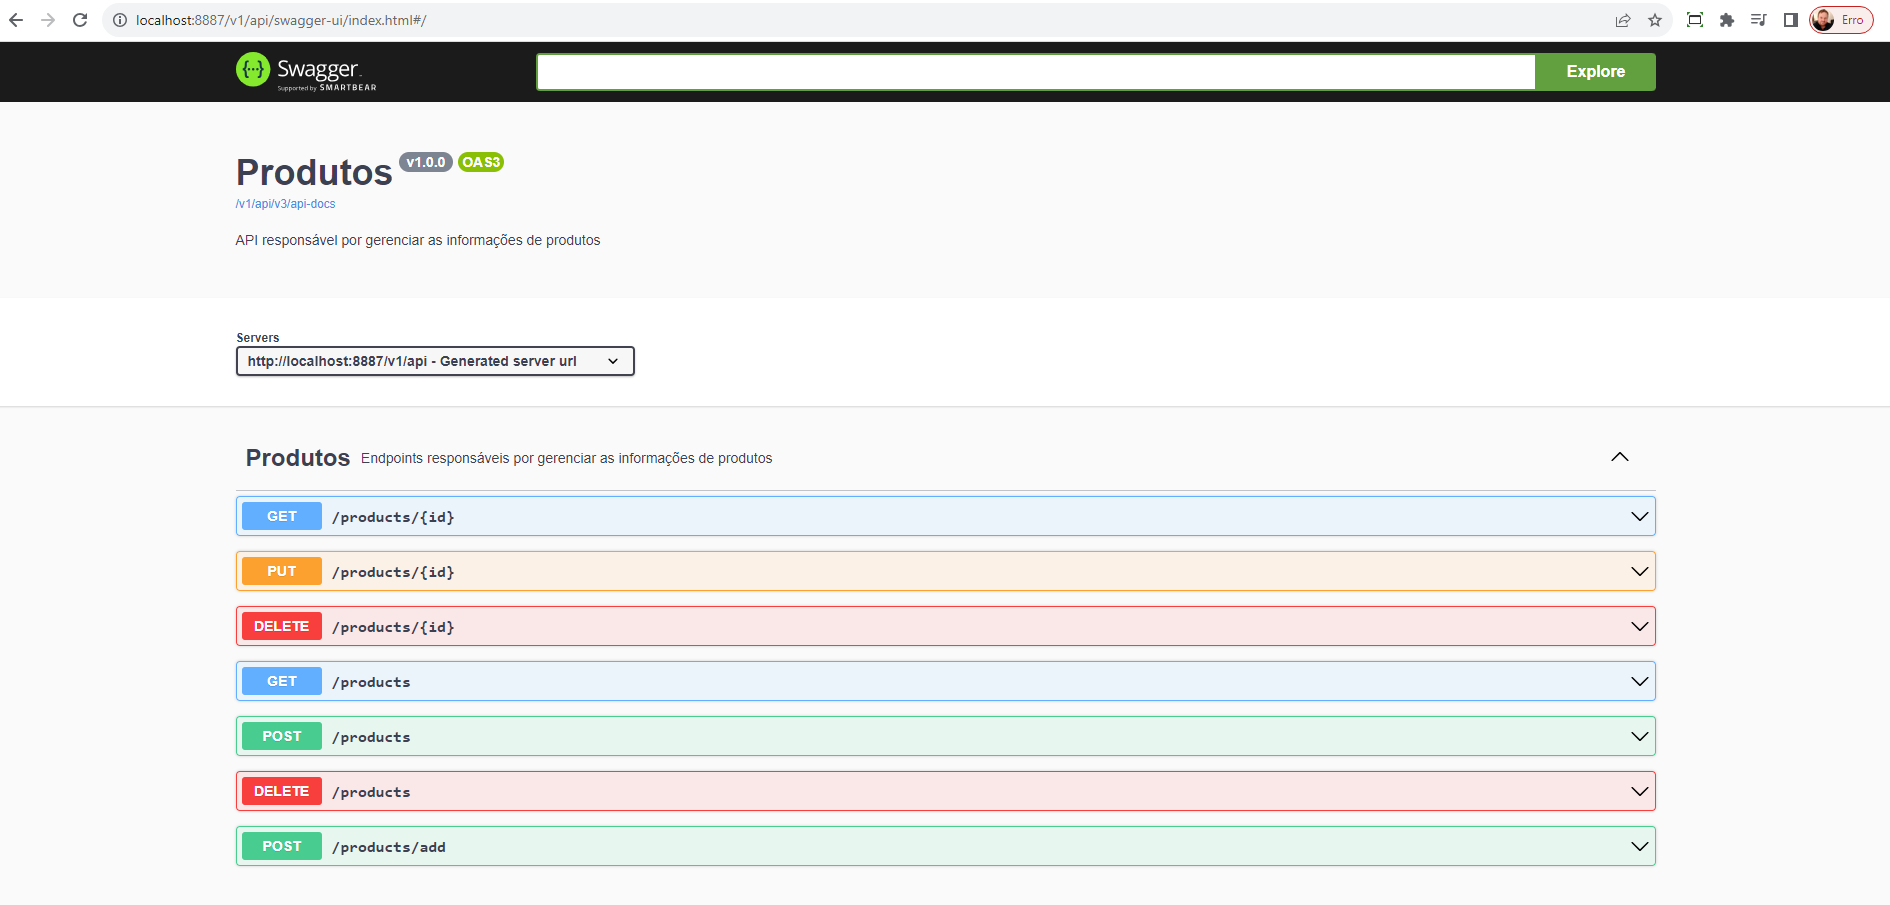 localhost:8887/v1/api/swagger-ui/index.html#/
Erro
{···} Swagger
Supported by SMARTBEAR
Explore
Produtos v1.0.0 OAS3
/v1/api/v3/api-docs
API responsável por gerenciar as informações de produtos
Servers
http://localhost:8887/v1/api - Generated server url
Produtos Endpoints responsáveis por gerenciar as informações de produtos
GET /products/{id}
PUT /products/{id}
DELETE /products/{id}
GET /products
POST /products
DELETE /products
POST /products/add